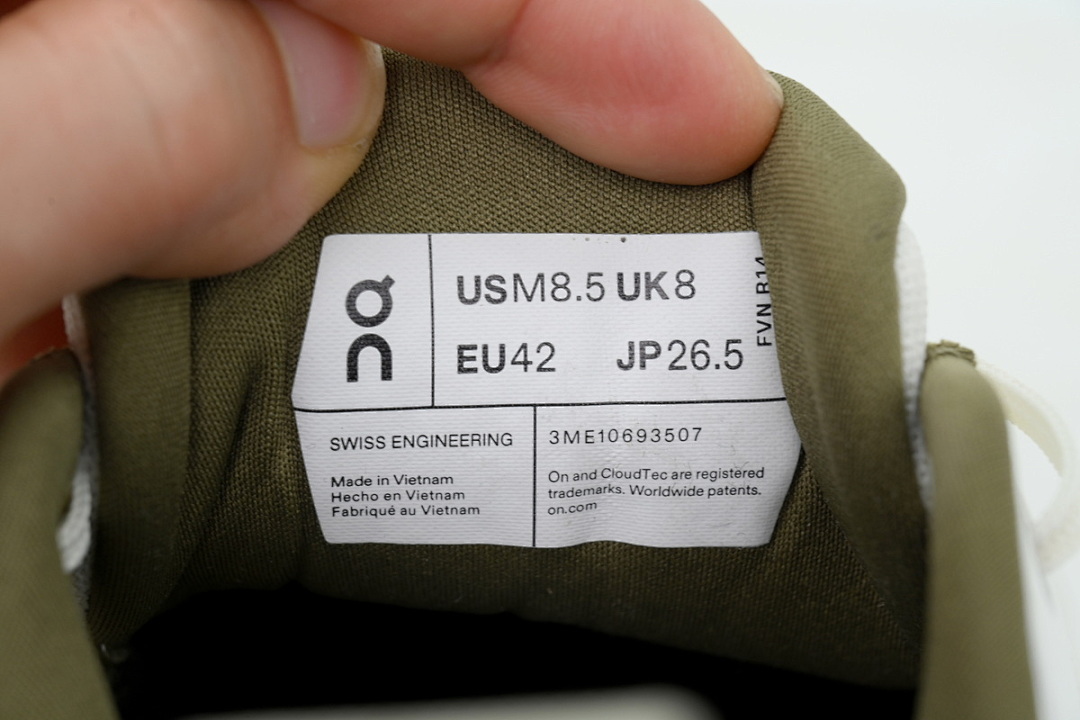 On
USM8.5 UK8
EU42 JP26.5
FVN R14
SWISS ENGINEERING
Made in Vietnam
Hecho en Vietnam
Fabriqué au Vietnam
3ME10693507
On and CloudTec are registered
trademarks. Worldwide patents.
on.com